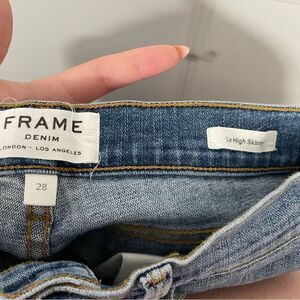 FRAME
DENIM
LONDON - LOS ANGELES
Le High Skinny
28